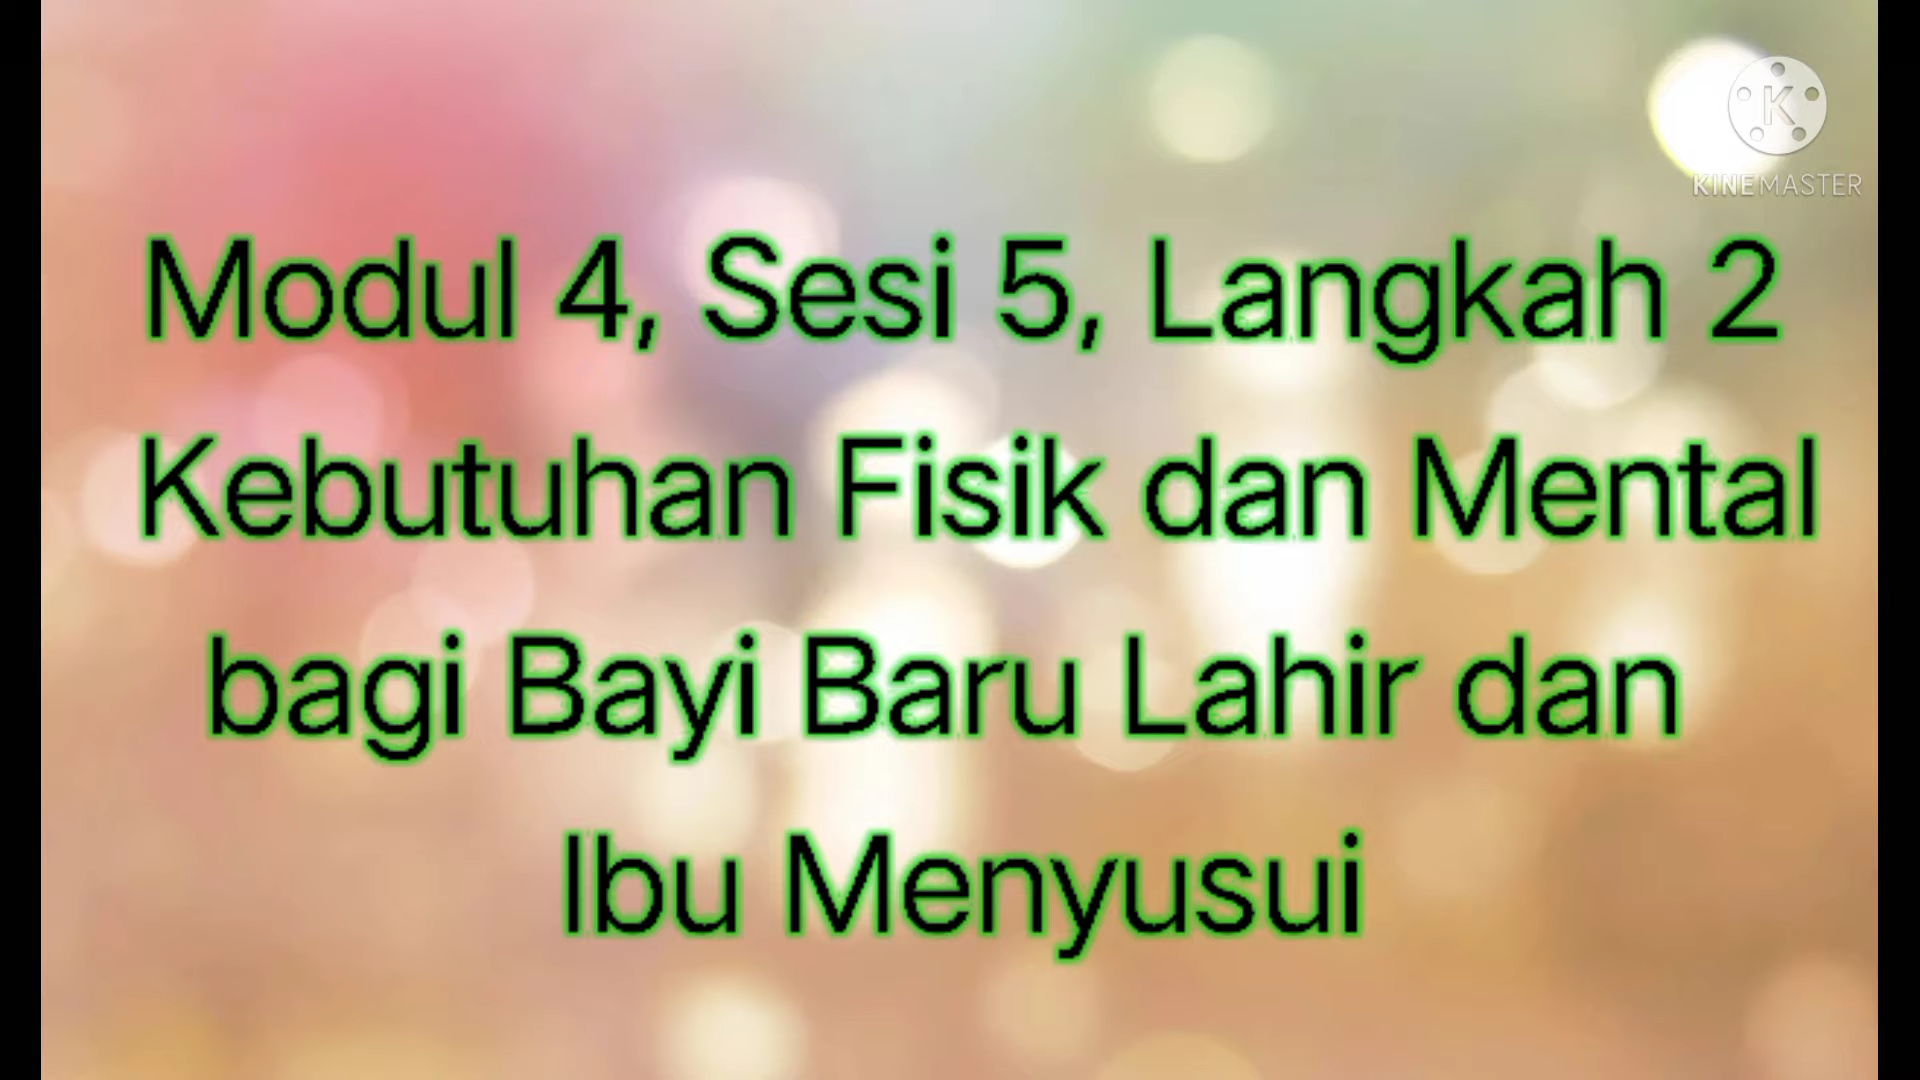 KINEMASTER
Modul 4, Sesi 5, Langkah 2
Kebutuhan Fisik dan Mental
bagi Bayi Baru Lahir dan
Ibu Menyusui